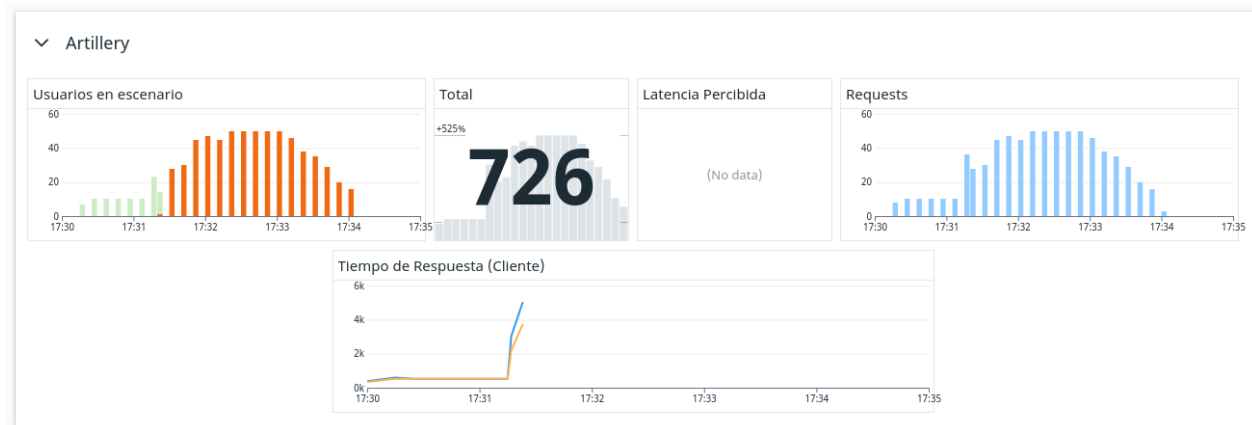 Artillery
Usuarios en escenario
60
40
20
0
17:30 17:31 17:32 17:33 17:34 17:35
Total
+525%
726
Latencia Percibida
(No data)
Requests
60
40
20
0
17:30 17:31 17:32 17:33 17:34 17:35
Tiempo de Respuesta (Cliente)
6k
4k
2k
0k
17:30 17:31 17:32 17:33 17:34 17:35